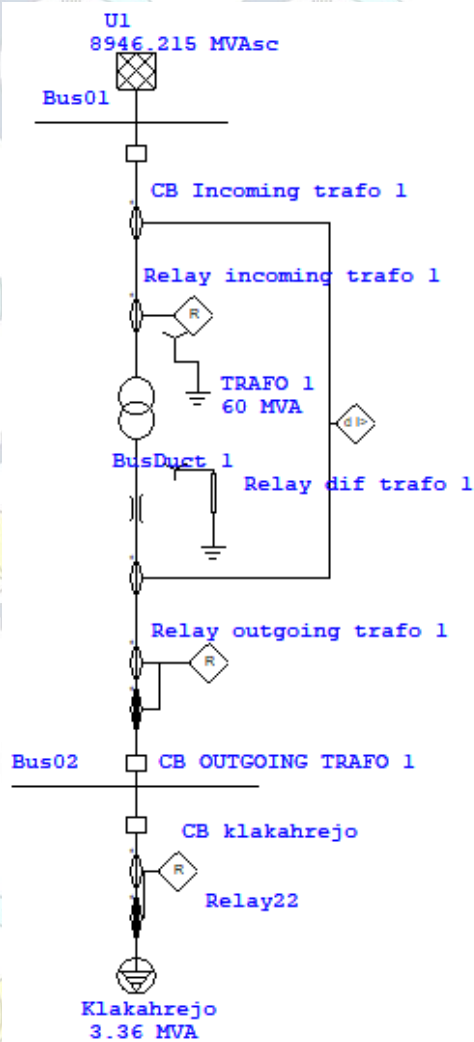 U1
8946.215 MVAsc
Bus01
CB Incoming trafo 1
Relay incoming trafo 1
R
TRAFO 1
60 MVA
d I>
BusDuct 1
Relay dif trafo 1
Relay outgoing trafo 1
R
Bus02
CB OUTGOING TRAFO 1
CB klakahrejo
R
Relay22
Klakahrejo
3.36 MVA